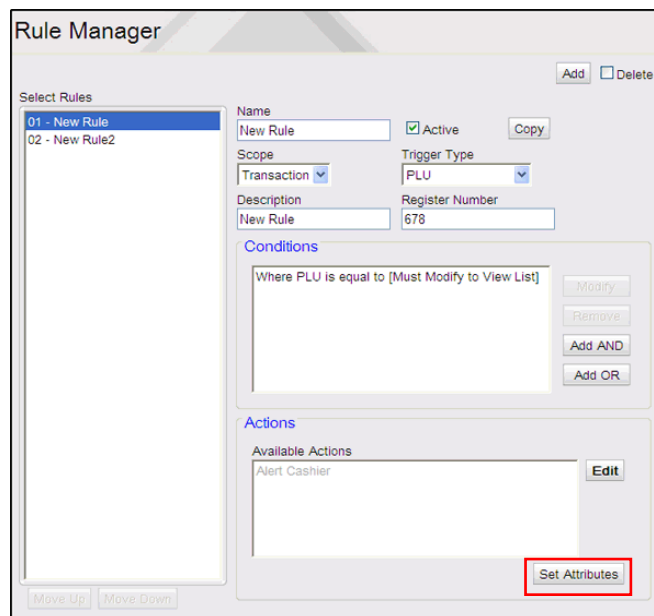 Rule Manager
Add Delete
Select Rules
01 - New Rule
02 - New Rule2
Name
New Rule Active Copy
Scope Trigger Type
Transaction PLU
Description Register Number
New Rule 678
Conditions
Where PLU is equal to [Must Modify to View List]
Modify
Remove
Add AND
Add OR
Actions
Available Actions
Alert Cashier
Edit
Set Attributes
Move Up Move Down